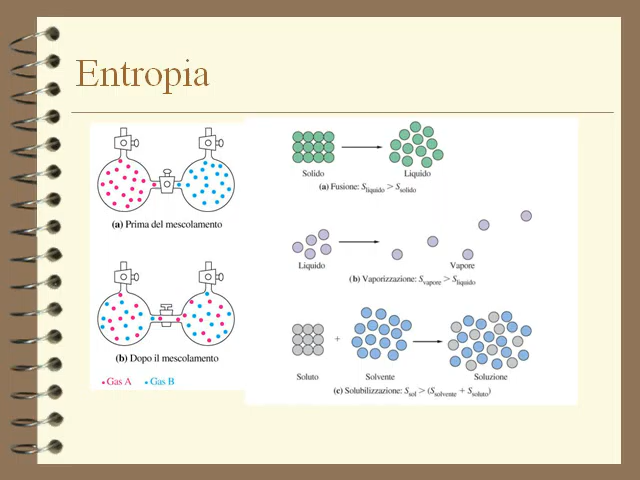 Entropia
(a) Prima del mescolamento
(b) Dopo il mescolamento
Gas A Gas B
Solido Liquido
(a) Fusione: Sliquido > Ssolido
Liquido Vapore
(b) Vaporizzazione: Svapore > Sliquido
+
Soluto Solvente Soluzione
(c) Solubilizzazione: Ssol > (Ssolvente + Ssoluto)